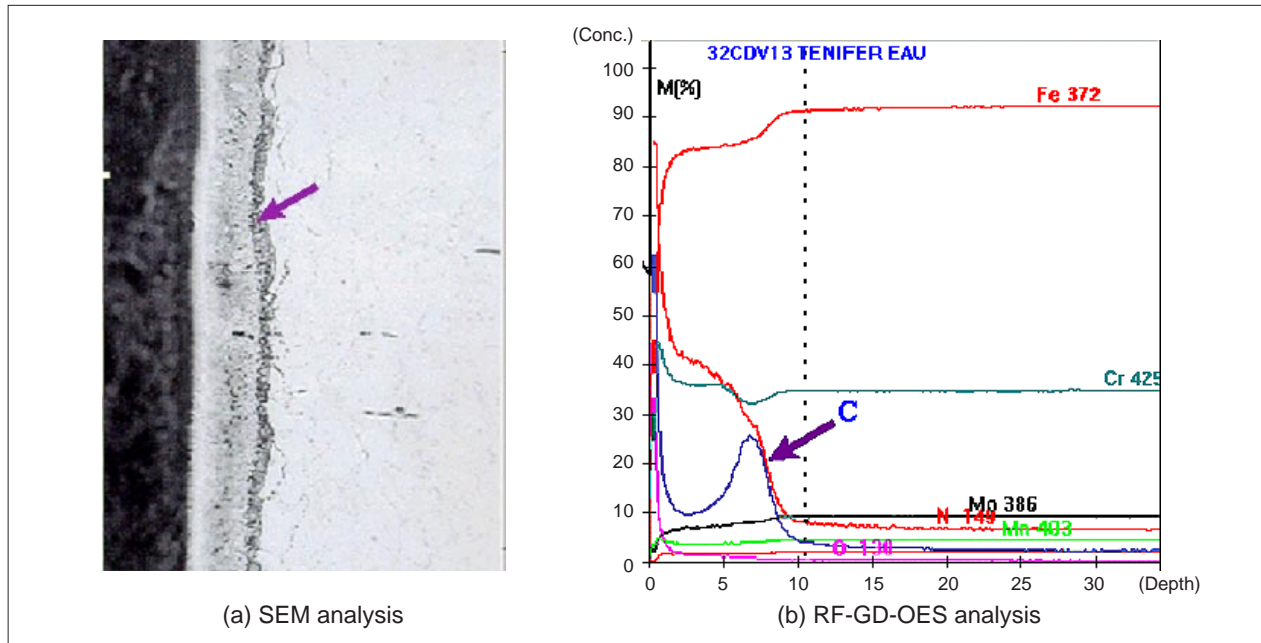 (Conc.)
32CDV13 TENIFER EAU
M(%)
100
90
80
70
60
50
40
30
20
10
0
Fe 372
Cr 425
C
Mo 386
N 149
Mn 403
O 130
0 5 10 15 20 25 30 (Depth)
(a) SEM analysis
(b) RF-GD-OES analysis